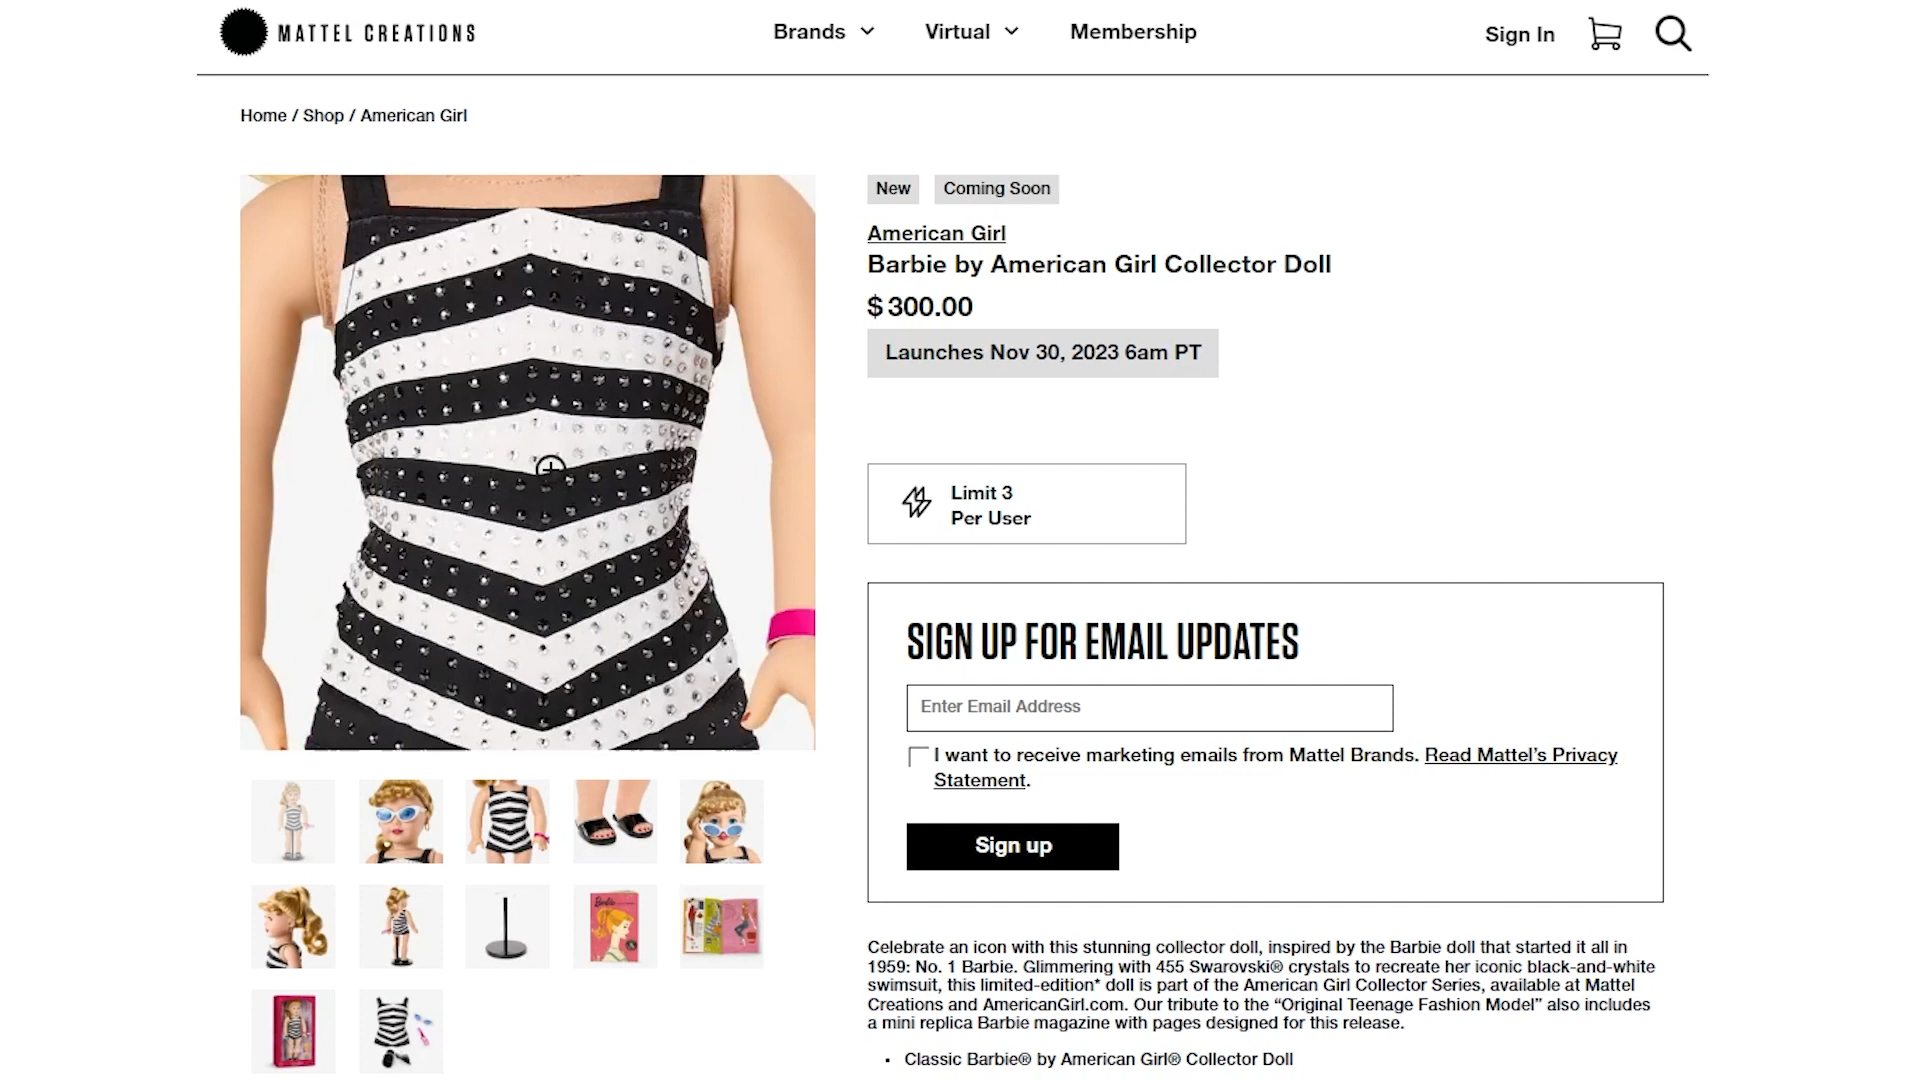 MATTEL CREATIONS
Brands
Virtual
Membership
Sign In
Home / Shop / American Girl
New
Coming Soon
American Girl
Barbie by American Girl Collector Doll
$ 300.00
Launches Nov 30, 2023 6am PT
Limit 3
Per User
SIGN UP FOR EMAIL UPDATES
Enter Email Address
I want to receive marketing emails from Mattel Brands. Read Mattel’s Privacy
Statement.
Sign up
Barbie
Celebrate an icon with this stunning collector doll, inspired by the Barbie doll that started it all in
1959: No. 1 Barbie. Glimmering with 455 Swarovski® crystals to recreate her iconic black-and-white
swimsuit, this limited-edition* doll is part of the American Girl Collector Series, available at Mattel
Creations and AmericanGirl.com. Our tribute to the “Original Teenage Fashion Model” also includes
a mini replica Barbie magazine with pages designed for this release.
• Classic Barbie® by American Girl® Collector Doll